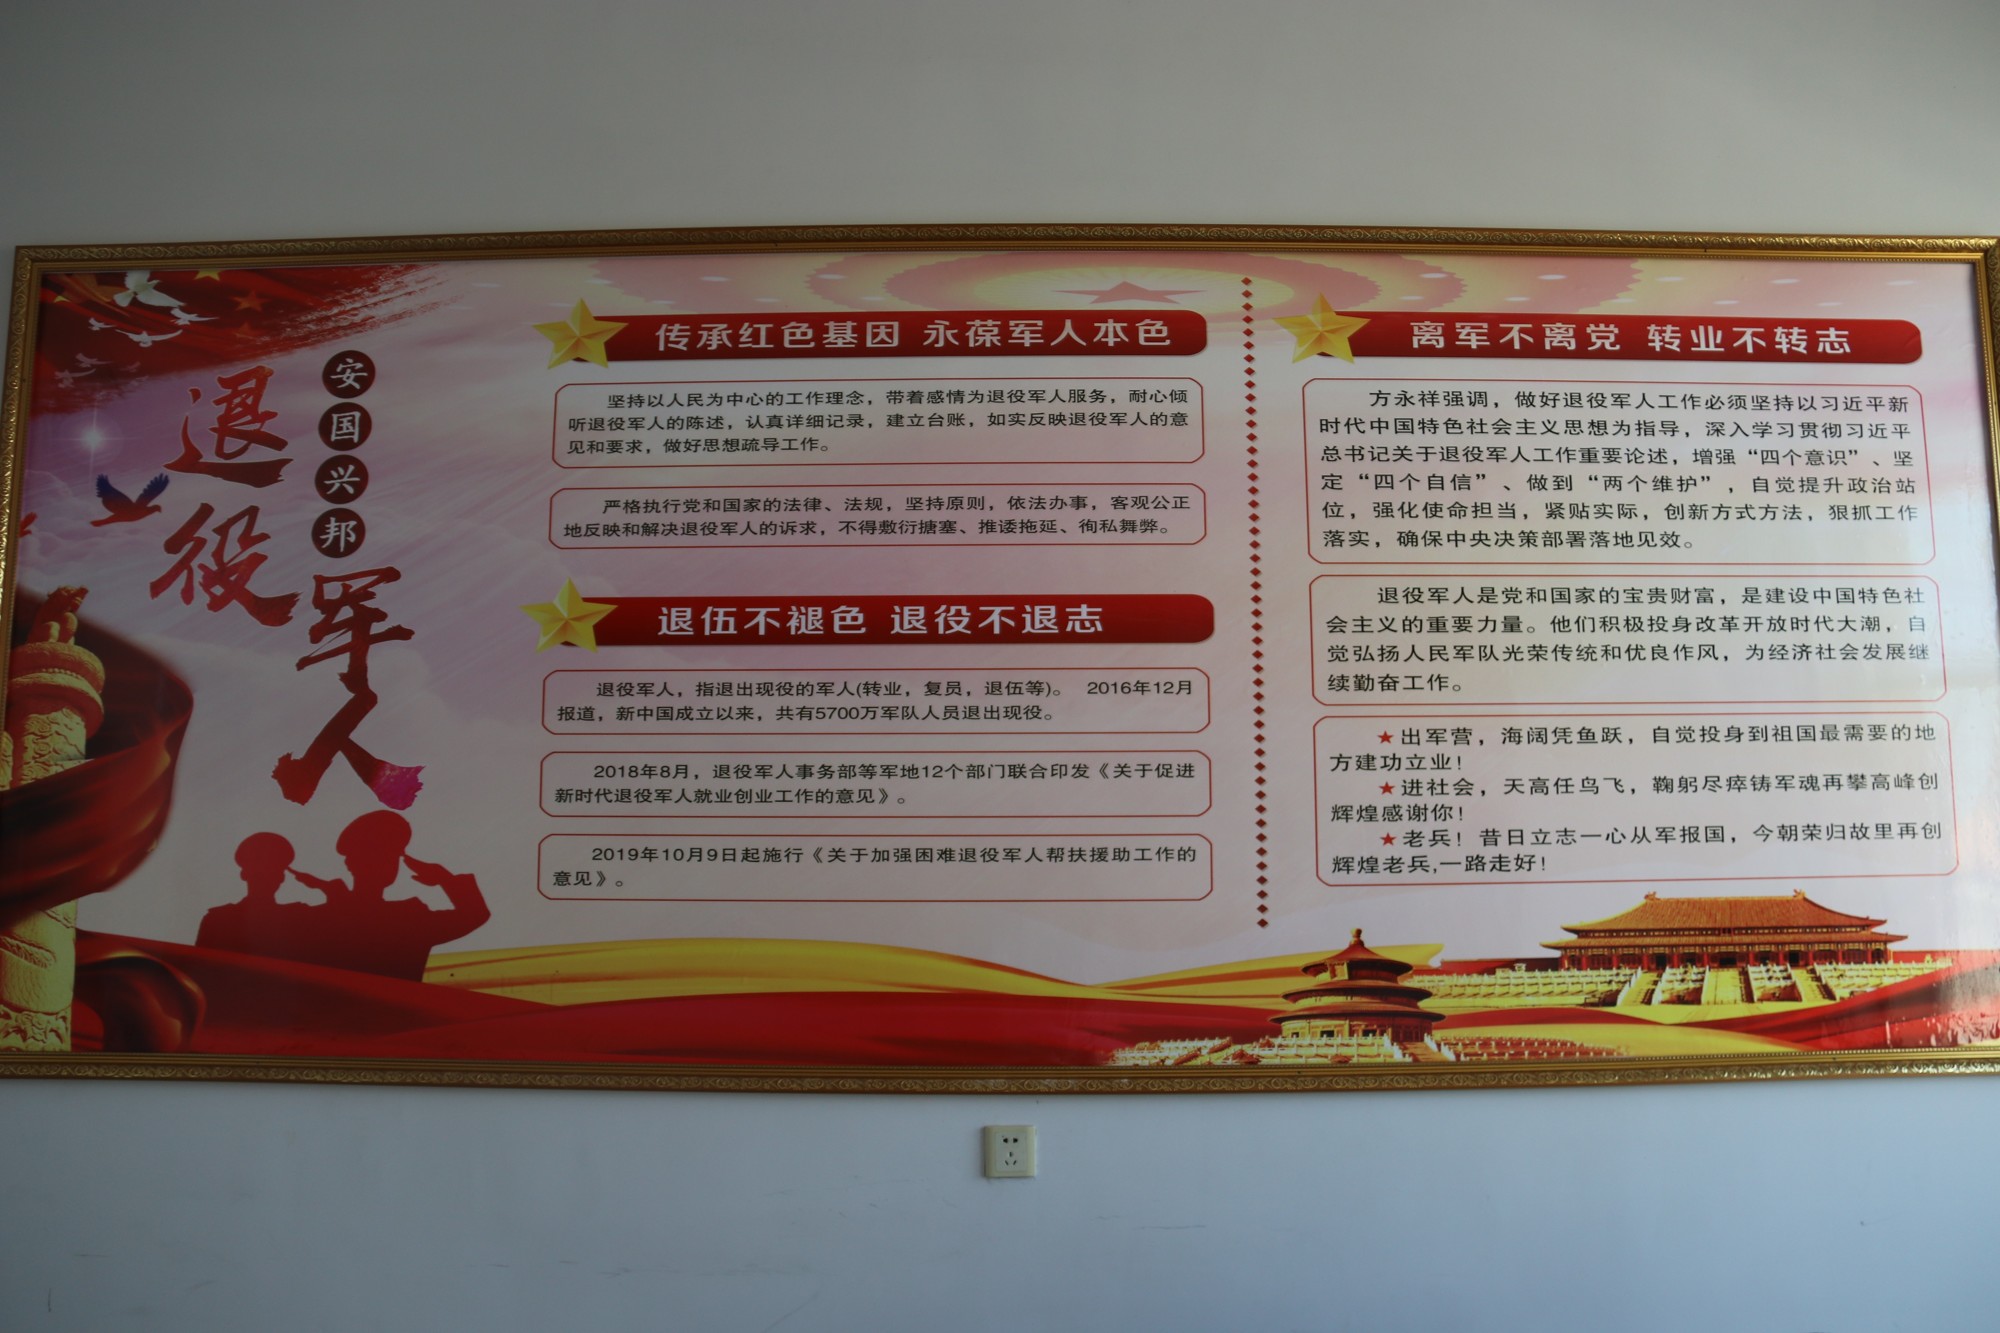 退役军人
安国兴邦
传承红色基因 永葆军人本色
坚持以人民为中心的工作理念，带着感情为退役军人服务，耐心倾
听退役军人的陈述，认真详细记录，建立台账，如实反映退役军人的意
见和要求，做好思想疏导工作。
严格执行党和国家的法律、法规，坚持原则，依法办事，客观公正
地反映和解决退役军人的诉求，不得敷衍搪塞、推诿拖延、徇私舞弊。
退伍不褪色 退役不退志
退役军人，指退出现役的军人(转业，复员，退伍等)。 2016年12月
报道，新中国成立以来，共有5700万军队人员退出现役。
2018年8月，退役军人事务部等军地12个部门联合印发《关于促进
新时代退役军人就业创业工作的意见》。
2019年10月9日起施行《关于加强困难退役军人帮扶援助工作的
意见》。
离军不离党 转业不转志
方永祥强调，做好退役军人工作必须坚持以习近平新
时代中国特色社会主义思想为指导，深入学习贯彻习近平
总书记关于退役军人工作重要论述，增强“四个意识”、坚
定“四个自信”、做到“两个维护”，自觉提升政治站
位，强化使命担当，紧贴实际，创新方式方法，狠抓工作
落实，确保中央决策部署落地见效。
退役军人是党和国家的宝贵财富，是建设中国特色社
会主义的重要力量。他们积极投身改革开放时代大潮，自
觉弘扬人民军队光荣传统和优良作风，为经济社会发展继
续勤奋工作。
★出军营，海阔凭鱼跃，自觉投身到祖国最需要的地
方建功立业！
★进社会，天高任鸟飞，鞠躬尽瘁铸军魂再攀高峰创
辉煌感谢你！
★老兵！昔日立志一心从军报国，今朝荣归故里再创
辉煌老兵,一路走好！